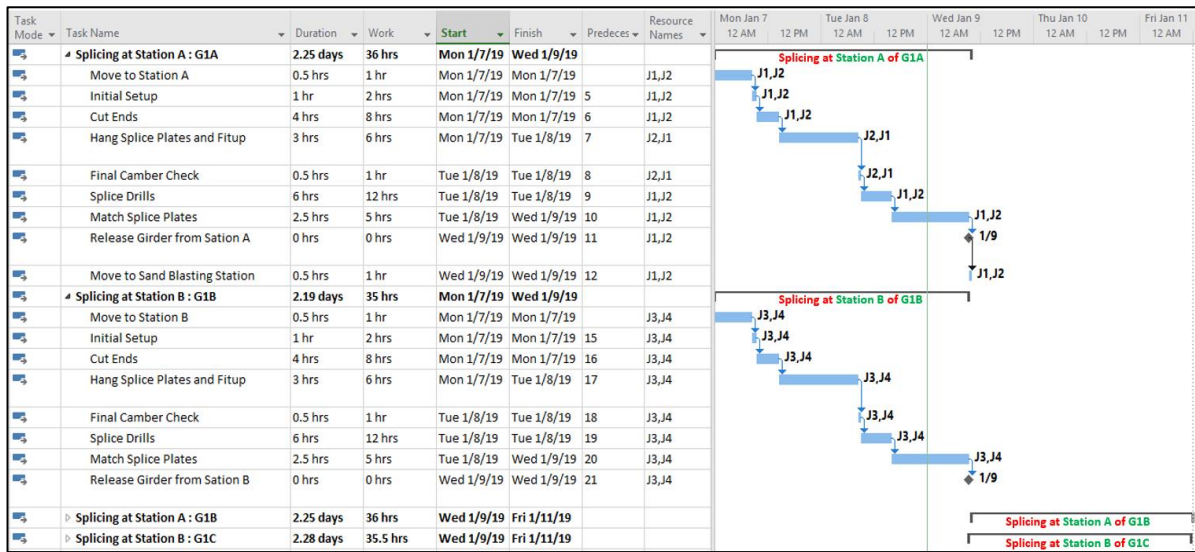 Task Mode Task Name Duration Work Start Finish Predeces Resource Names Mon Jan 7 Tue Jan 8 Wed Jan 9 Thu Jan 10 Fri Jan 11
12 AM 12 PM 12 AM 12 PM 12 AM 12 PM 12 AM 12 PM 12 AM
Splicing at Station A : G1A 2.25 days 36 hrs Mon 1/7/19 Wed 1/9/19 Splicing at Station A of G1A
Move to Station A 0.5 hrs 1 hr Mon 1/7/19 Mon 1/7/19 J1,J2 J1,J2
Initial Setup 1 hr 2 hrs Mon 1/7/19 Mon 1/7/19 5 J1,J2 J1,J2
Cut Ends 4 hrs 8 hrs Mon 1/7/19 Mon 1/7/19 6 J1,J2 J1,J2
Hang Splice Plates and Fitup 3 hrs 6 hrs Mon 1/7/19 Tue 1/8/19 7 J2,J1 J2,J1
Final Camber Check 0.5 hrs 1 hr Tue 1/8/19 Tue 1/8/19 8 J2,J1 J2,J1
Splice Drills 6 hrs 12 hrs Tue 1/8/19 Tue 1/8/19 9 J1,J2 J1,J2
Match Splice Plates 2.5 hrs 5 hrs Tue 1/8/19 Wed 1/9/19 10 J1,J2 J1,J2
Release Girder from Sation A 0 hrs 0 hrs Wed 1/9/19 Wed 1/9/19 11 J1,J2 1/9
Move to Sand Blasting Station 0.5 hrs 1 hr Wed 1/9/19 Wed 1/9/19 12 J1,J2 J1,J2
Splicing at Station B : G1B 2.19 days 35 hrs Mon 1/7/19 Wed 1/9/19 Splicing at Station B of G1B
Move to Station B 0.5 hrs 1 hr Mon 1/7/19 Mon 1/7/19 J3,J4 J3,J4
Initial Setup 1 hr 2 hrs Mon 1/7/19 Mon 1/7/19 15 J3,J4 J3,J4
Cut Ends 4 hrs 8 hrs Mon 1/7/19 Mon 1/7/19 16 J3,J4 J3,J4
Hang Splice Plates and Fitup 3 hrs 6 hrs Mon 1/7/19 Tue 1/8/19 17 J3,J4 J3,J4
Final Camber Check 0.5 hrs 1 hr Tue 1/8/19 Tue 1/8/19 18 J3,J4 J3,J4
Splice Drills 6 hrs 12 hrs Tue 1/8/19 Tue 1/8/19 19 J3,J4 J3,J4
Match Splice Plates 2.5 hrs 5 hrs Tue 1/8/19 Wed 1/9/19 20 J3,J4 J3,J4
Release Girder from Sation B 0 hrs 0 hrs Wed 1/9/19 Wed 1/9/19 21 J3,J4 1/9
Splicing at Station A : G1B 2.25 days 36 hrs Wed 1/9/19 Fri 1/11/19 Splicing at Station A of G1B
Splicing at Station B : G1C 2.28 days 35.5 hrs Wed 1/9/19 Fri 1/11/19 Splicing at Station B of G1C